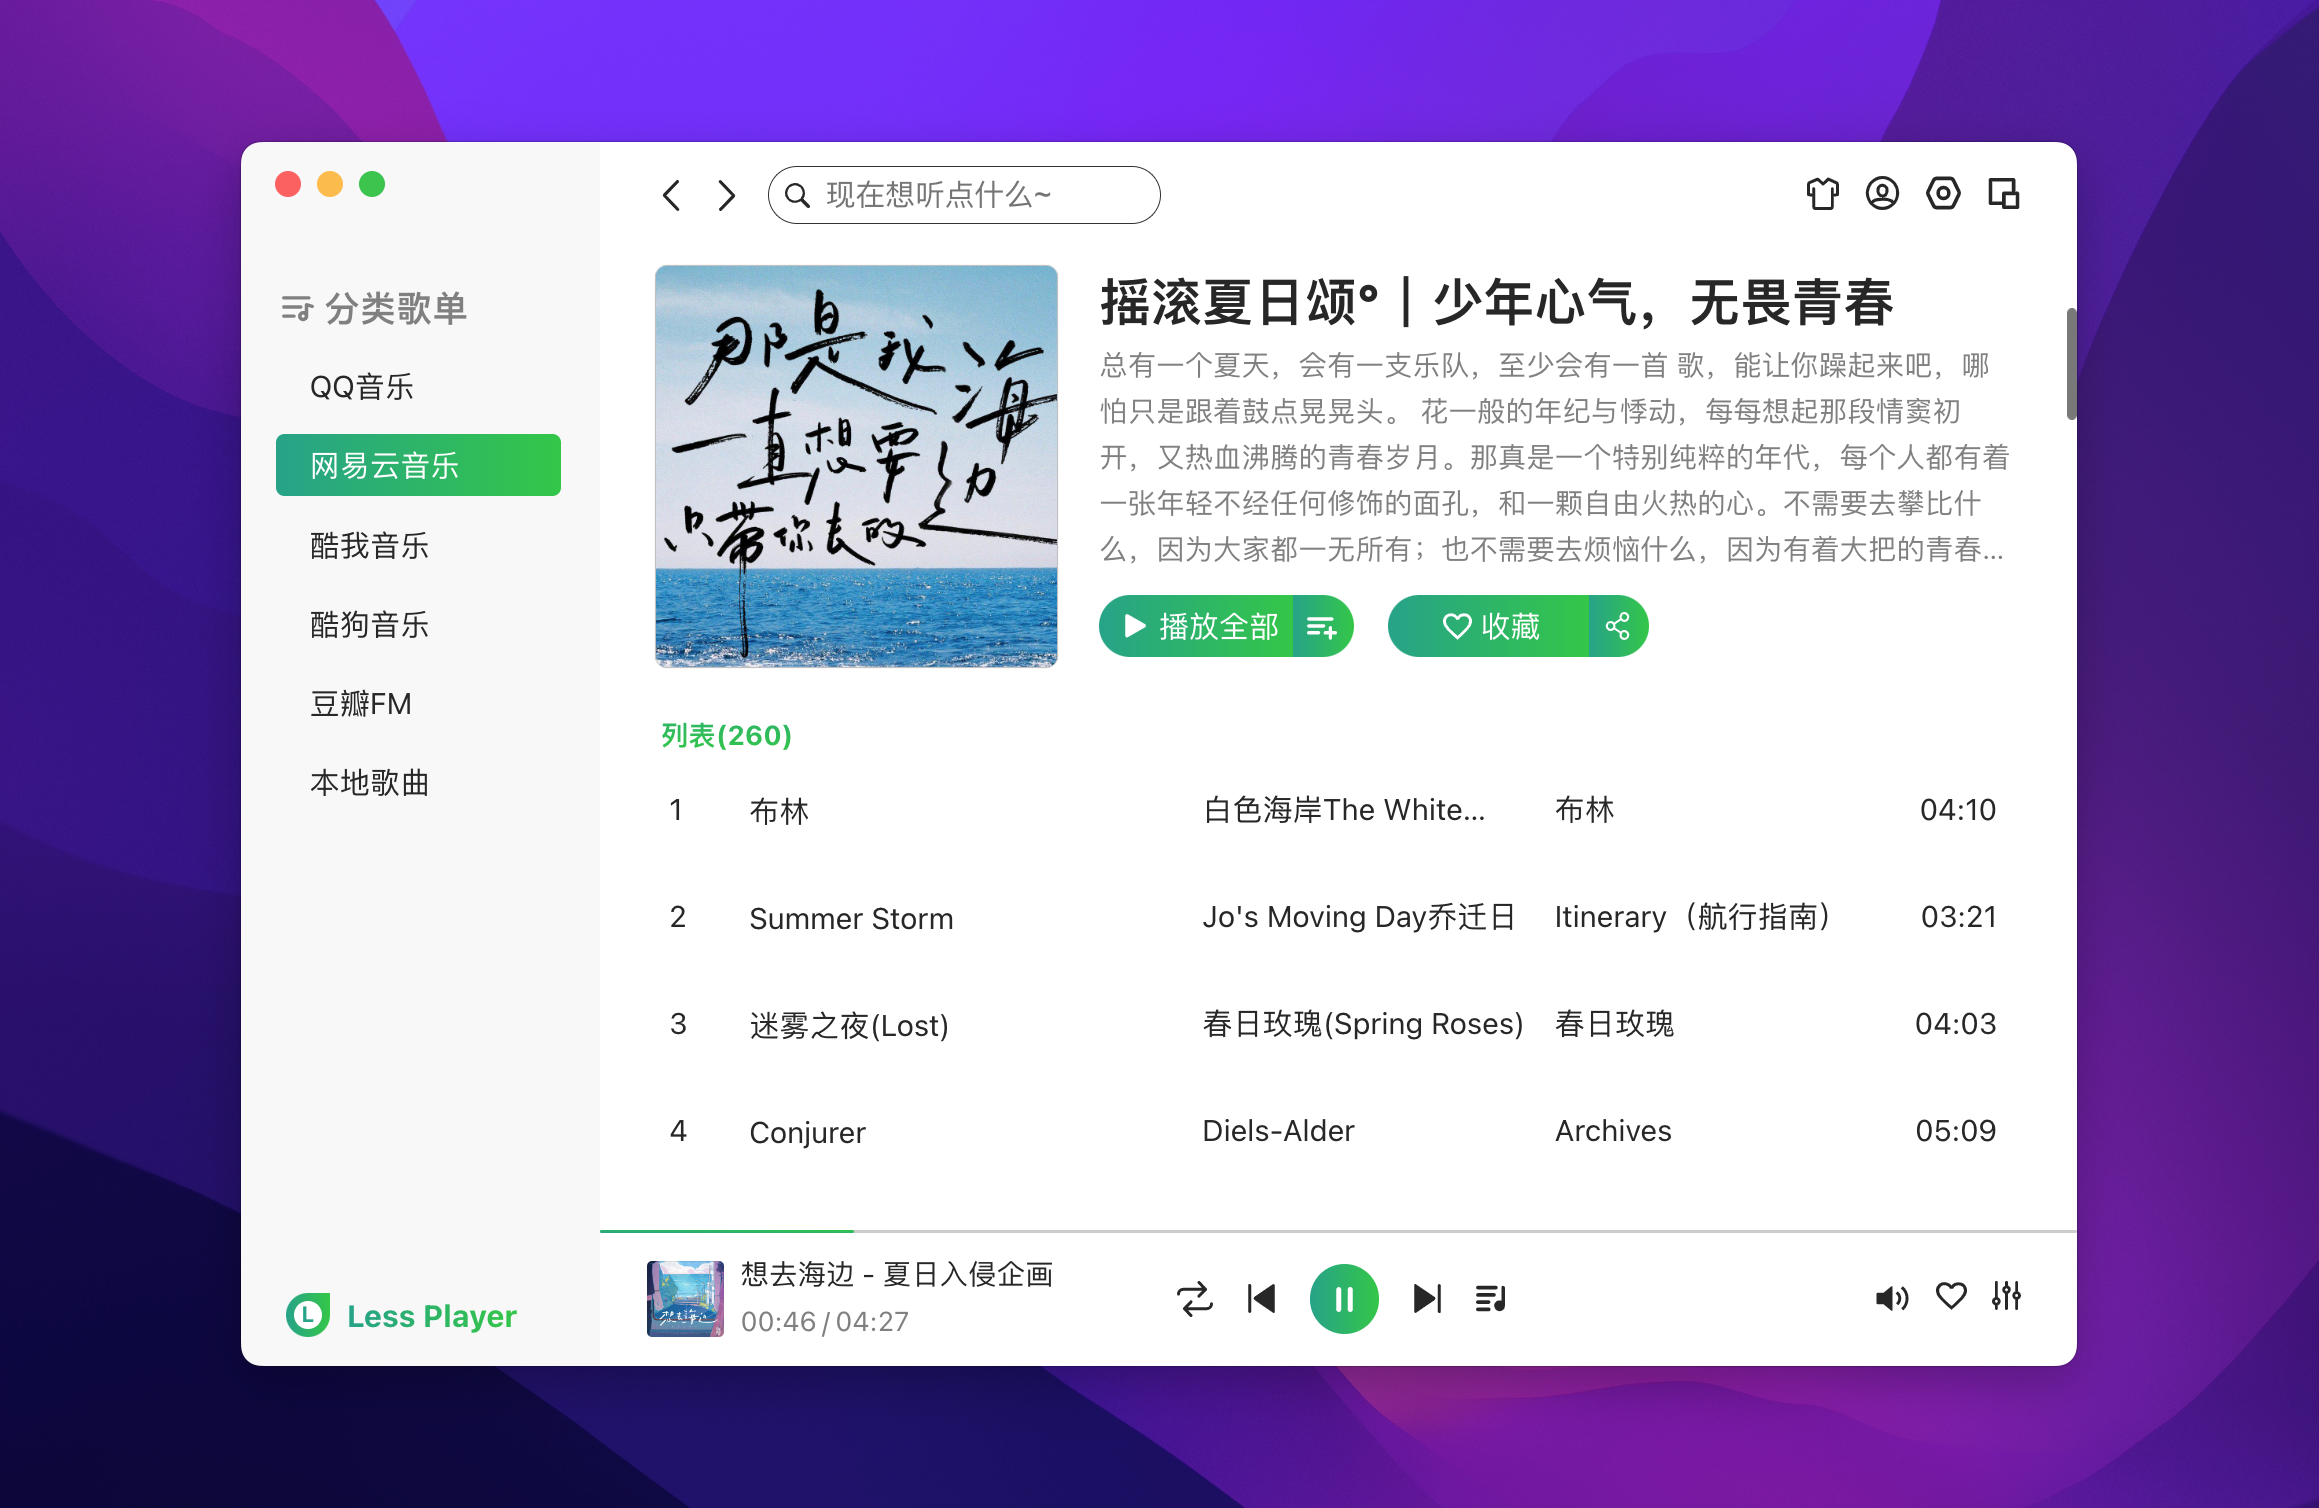 现在想听点什么~
分类歌单
QQ音乐
网易云音乐
酷我音乐
酷狗音乐
豆瓣FM
本地歌曲
L Less Player
那是我
一直想要
只带你去的
海边
摇滚夏日颂°｜少年心气，无畏青春
总有一个夏天，会有一支乐队，至少会有一首 歌，能让你躁起来吧，哪
怕只是跟着鼓点晃晃头。 花一般的年纪与悸动，每每想起那段情窦初
开，又热血沸腾的青春岁月。那真是一个特别纯粹的年代，每个人都有着
一张年轻不经任何修饰的面孔，和一颗自由火热的心。不需要去攀比什
么，因为大家都一无所有；也不需要去烦恼什么，因为有着大把的青春...
播放全部
收藏
列表(260)
1 布林 白色海岸The White... 布林 04:10
2 Summer Storm Jo's Moving Day乔迁日 Itinerary（航行指南） 03:21
3 迷雾之夜(Lost) 春日玫瑰(Spring Roses) 春日玫瑰 04:03
4 Conjurer Diels-Alder Archives 05:09
想去海边
想去海边 - 夏日入侵企画
00:46 / 04:27